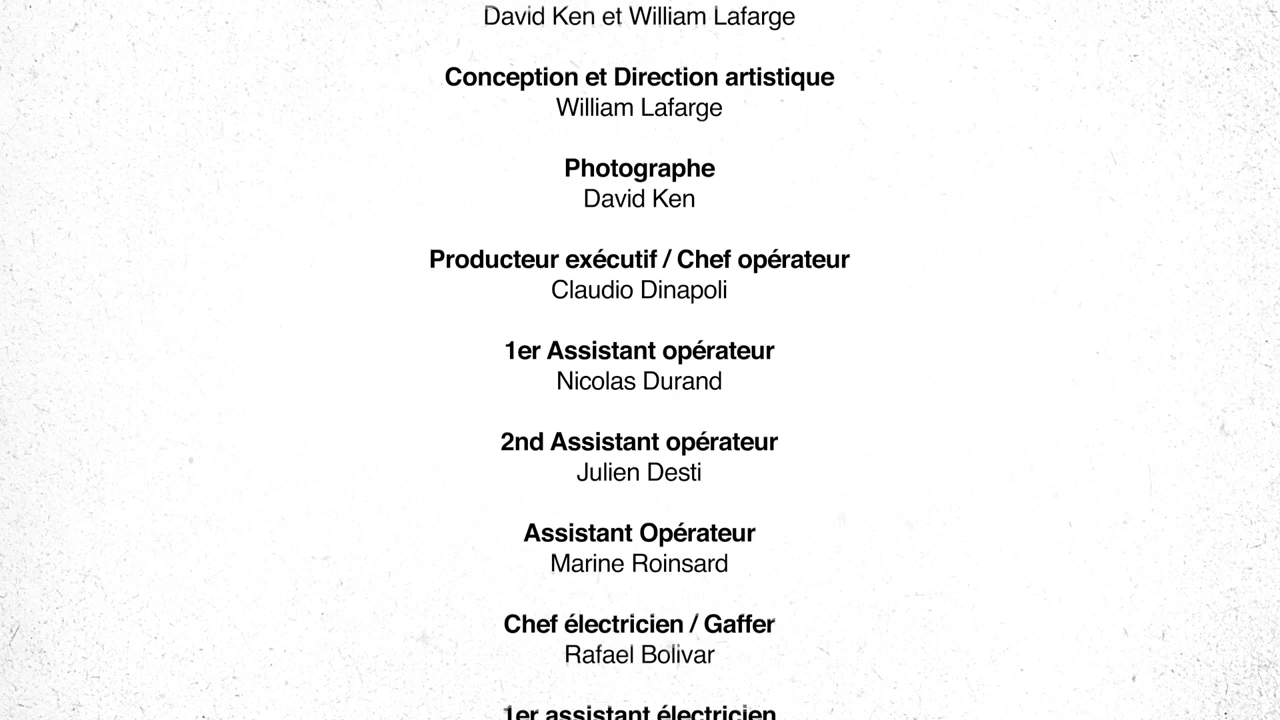 David Ken et William Lafarge
Conception et Direction artistique
William Lafarge
Photographe
David Ken
Producteur exécutif / Chef opérateur
Claudio Dinapoli
1er Assistant opérateur
Nicolas Durand
2nd Assistant opérateur
Julien Desti
Assistant Opérateur
Marine Roinsard
Chef électricien / Gaffer
Rafael Bolivar
1er assistant électricien